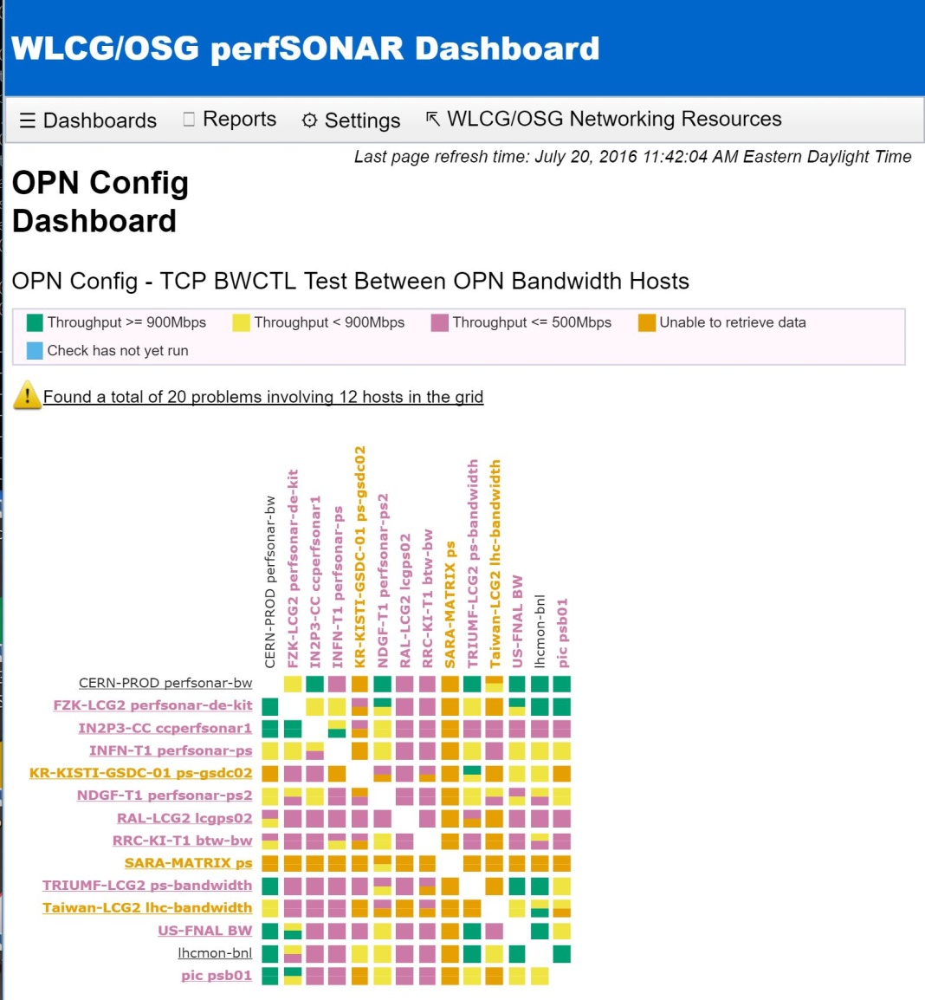 WLCG/OSG perfSONAR Dashboard
☰ Dashboards Reports Settings WLCG/OSG Networking Resources
Last page refresh time: July 20, 2016 11:42:04 AM Eastern Daylight Time
OPN Config
Dashboard
OPN Config - TCP BWCTL Test Between OPN Bandwidth Hosts
Throughput >= 900Mbps Throughput < 900Mbps Throughput <= 500Mbps Unable to retrieve data
Check has not yet run
Found a total of 20 problems involving 12 hosts in the grid
CERN-PROD perfsonar-bw
FZK-LCG2 perfsonar-de-kit
IN2P3-CC ccperfsonar1
INFN-T1 perfsonar-ps
KR-KISTI-GSDC-01 ps-gsdc02
NDGF-T1 perfsonar-ps2
RAL-LCG2 lcgps02
RRC-KI-T1 btw-bw
SARA-MATRIX ps
TRIUMF-LCG2 ps-bandwidth
Taiwan-LCG2 lhc-bandwidth
US-FNAL BW
lhcmon-bnl
pic psb01
CERN-PROD perfsonar-bw
FZK-LCG2 perfsonar-de-kit
IN2P3-CC ccperfsonar1
INFN-T1 perfsonar-ps
KR-KISTI-GSDC-01 ps-gsdc02
NDGF-T1 perfsonar-ps2
RAL-LCG2 lcgps02
RRC-KI-T1 btw-bw
SARA-MATRIX ps
TRIUMF-LCG2 ps-bandwidth
Taiwan-LCG2 lhc-bandwidth
US-FNAL BW
lhcmon-bnl
pic psb01